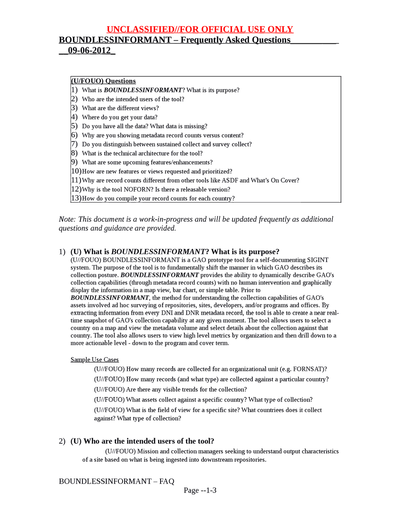 UNCLASSIFIED//FOR OFFICIAL USE ONLY
BOUNDLESSINFORMANT – Frequently Asked Questions__________
__09-06-2012_
(U/FOUO) Questions
1) What is BOUNDLESSINFORMANT? What is its purpose?
2) Who are the intended users of the tool?
3) What are the different views?
4) Where do you get your data?
5) Do you have all the data? What data is missing?
6) Why are you showing metadata record counts versus content?
7) Do you distinguish between sustained collect and survey collect?
8) What is the technical architecture for the tool?
9) What are some upcoming features/enhancements?
10)How are new features or views requested and prioritized?
11)Why are record counts different from other tools like ASDF and What's On Cover?
12)Why is the tool NOFORN? Is there a releasable version?
13)How do you compile your record counts for each country?
Note: This document is a work-in-progress and will be updated frequently as additional
questions and guidance are provided.
1) (U) What is BOUNDLESSINFORMANT? What is its purpose?
(U//FOUO) BOUNDLESSINFORMANT is a GAO prototype tool for a self-documenting SIGINT
system. The purpose of the tool is to fundamentally shift the manner in which GAO describes its
collection posture. BOUNDLESSINFORMANT provides the ability to dynamically describe GAO's
collection capabilities (through metadata record counts) with no human intervention and graphically
display the information in a map view, bar chart, or simple table. Prior to
BOUNDLESSINFORMANT, the method for understanding the collection capabilities of GAO's
assets involved ad hoc surveying of repositories, sites, developers, and/or programs and offices. By
extracting information from every DNI and DNR metadata record, the tool is able to create a near real-
time snapshot of GAO's collection capability at any given moment. The tool allows users to select a
country on a map and view the metadata volume and select details about the collection against that
country. The tool also allows users to view high level metrics by organization and then drill down to a
more actionable level - down to the program and cover term.
Sample Use Cases
(U//FOUO) How many records are collected for an organizational unit (e.g. FORNSAT)?
(U//FOUO) How many records (and what type) are collected against a particular country?
(U//FOUO) Are there any visible trends for the collection?
(U//FOUO) What assets collect against a specific country? What type of collection?
(U//FOUO) What is the field of view for a specific site? What countriees does it collect
against? What type of collection?
2) (U) Who are the intended users of the tool?
(U//FOUO) Mission and collection managers seeking to understand output characteristics
of a site based on what is being ingested into downstream repositories.
BOUNDLESSINFORMANT – FAQ
Page --1-3